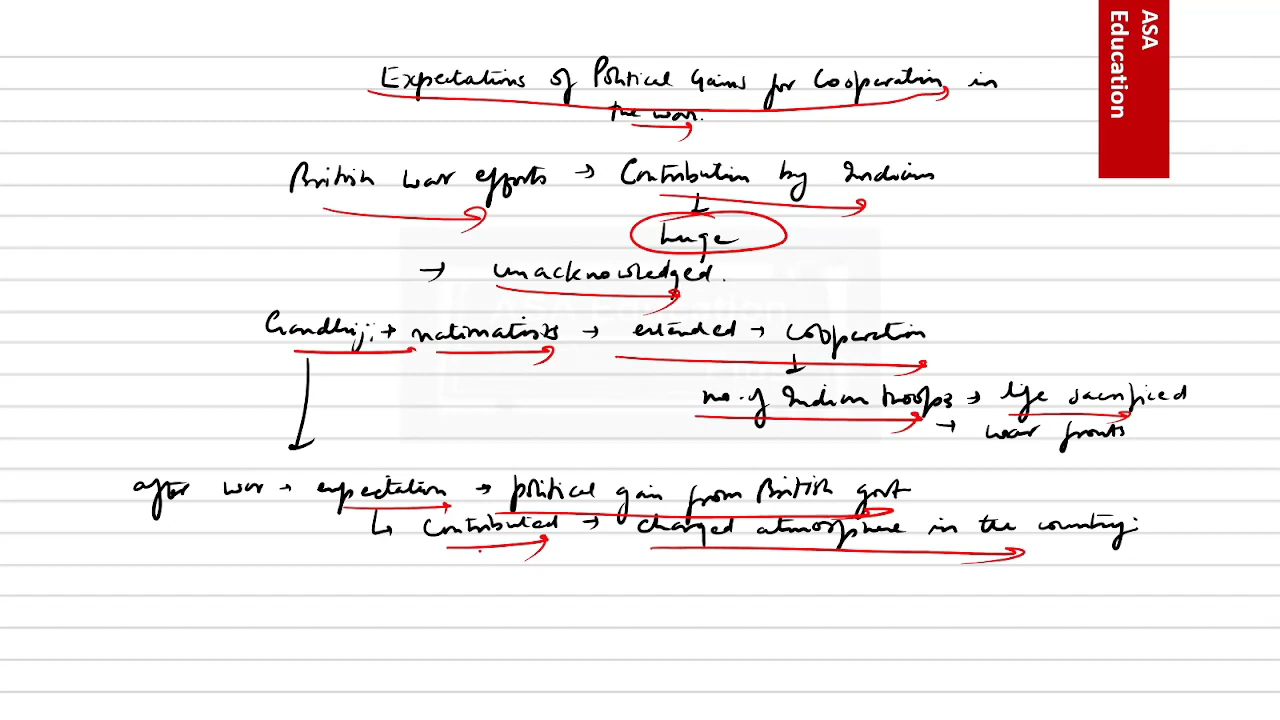 ASA
Education
Expectations of Political Gains for Cooperation in
the war.
British war efforts → Contribution by Indians
↓
huge
→ unacknowledged.
Gandhiji + nationalists → extended → cooperation
↓
no. of Indian troops → life sacrificed
→ war fronts
after war → expectation → political gain from British govt
↳ Contributed → charged atmosphere in the country.